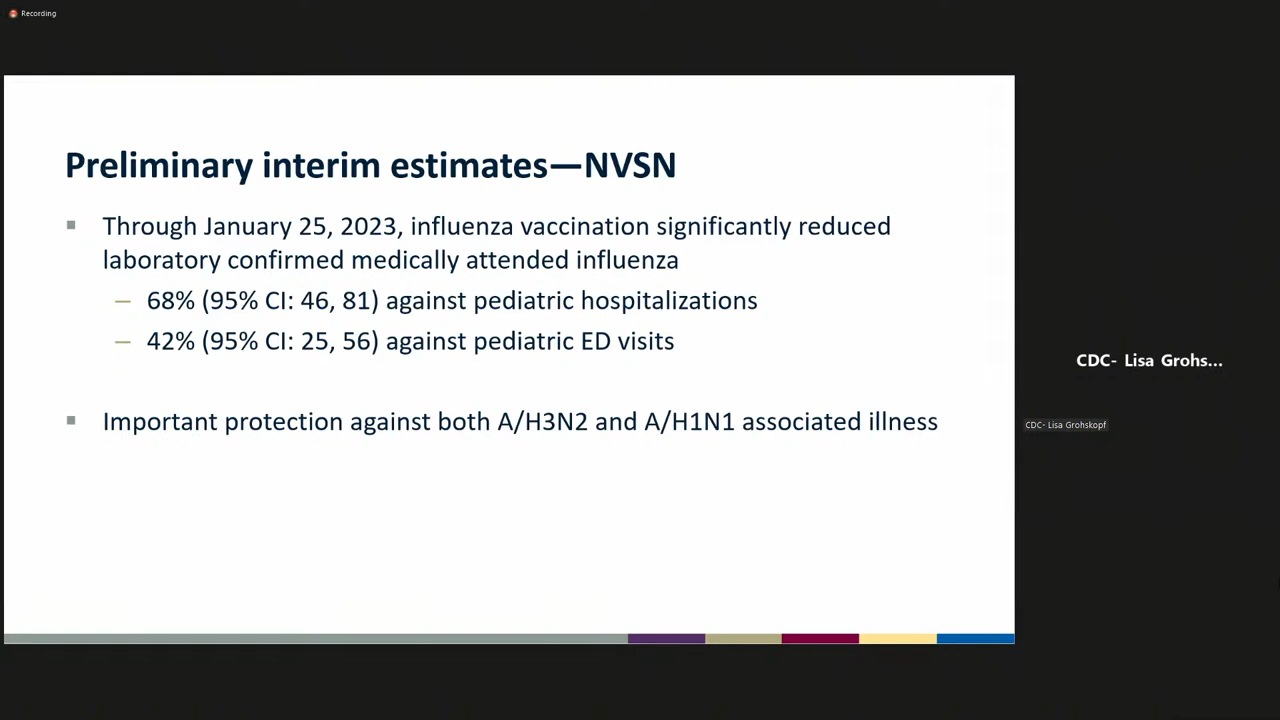 Recording
Preliminary interim estimates—NVSN
Through January 25, 2023, influenza vaccination significantly reduced
laboratory confirmed medically attended influenza
– 68% (95% CI: 46, 81) against pediatric hospitalizations
– 42% (95% CI: 25, 56) against pediatric ED visits
Important protection against both A/H3N2 and A/H1N1 associated illness
CDC- Lisa Grohs...
CDC- Lisa Grohskopf